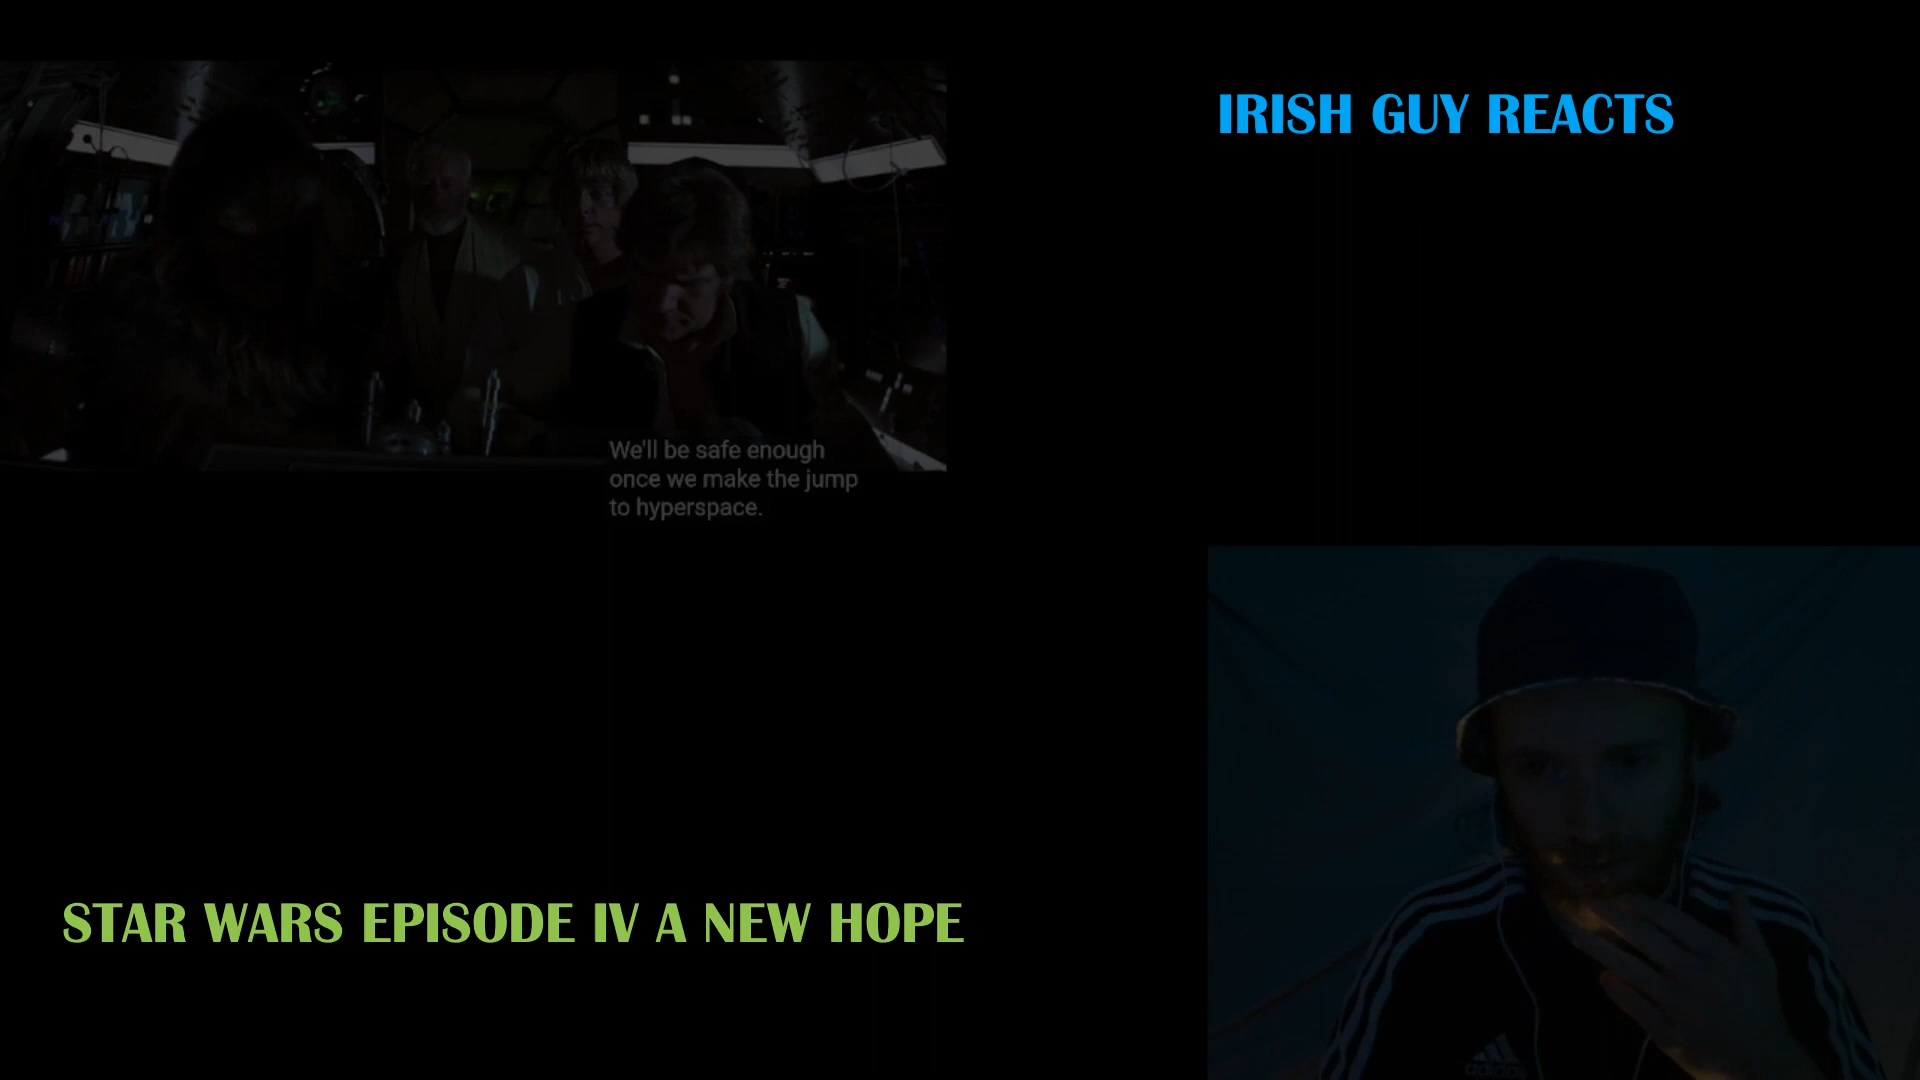 IRISH GUY REACTS
We'll be safe enough
once we make the jump
to hyperspace.
STAR WARS EPISODE IV A NEW HOPE
adidas